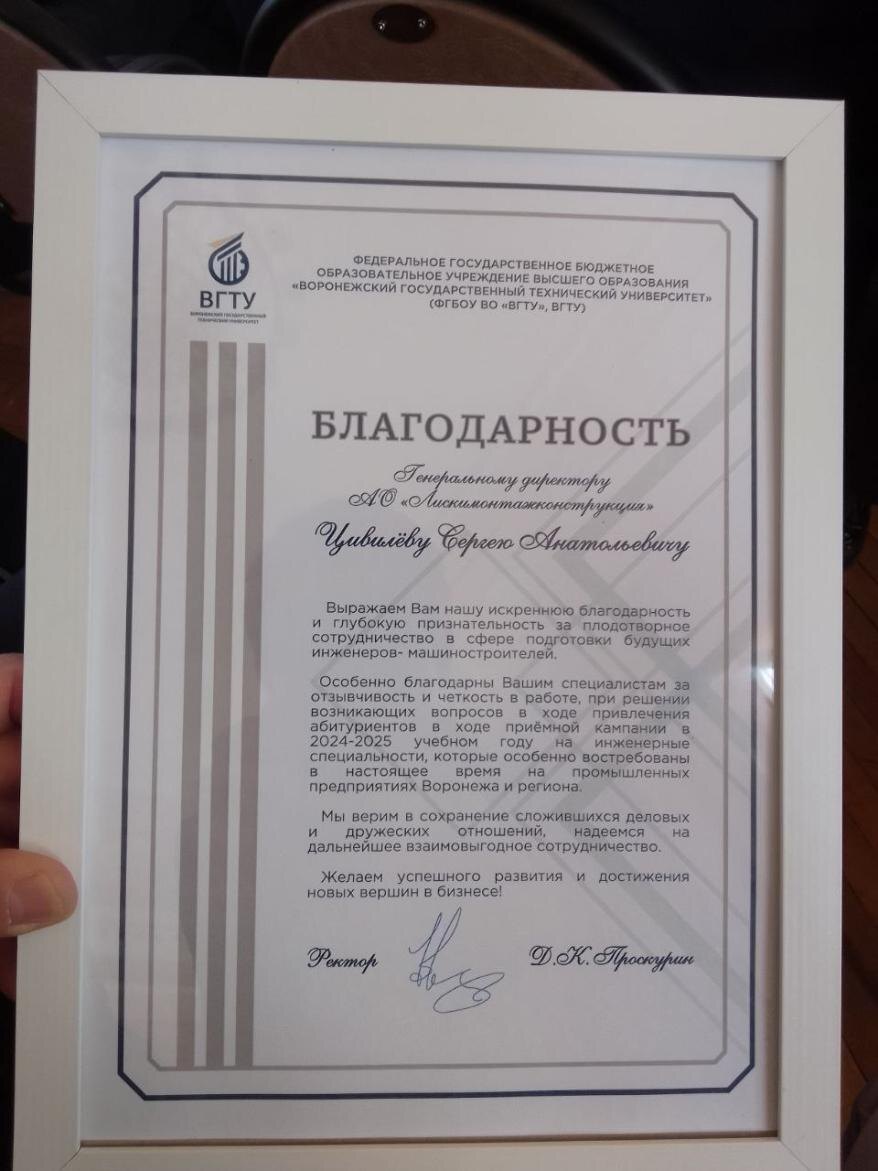 ВГТУ
ВОРОНЕЖСКИЙ ГОСУДАРСТВЕННЫЙ
ТЕХНИЧЕСКИЙ УНИВЕРСИТЕТ
ФЕДЕРАЛЬНОЕ ГОСУДАРСТВЕННОЕ БЮДЖЕТНОЕ
ОБРАЗОВАТЕЛЬНОЕ УЧРЕЖДЕНИЕ ВЫСШЕГО ОБРАЗОВАНИЯ
«ВОРОНЕЖСКИЙ ГОСУДАРСТВЕННЫЙ ТЕХНИЧЕСКИЙ УНИВЕРСИТЕТ»
(ФГБОУ ВО «ВГТУ», ВГТУ)
БЛАГОДАРНОСТЬ
Генеральному директору
АО «Лискимонтажконструкция»
Цивилёву Сергею Анатольевичу
Выражаем Вам нашу искреннюю благодарность
и глубокую признательность за плодотворное
сотрудничество в сфере подготовки будущих
инженеров- машиностроителей.
Особенно благодарны Вашим специалистам за
отзывчивость и четкость в работе, при решении
возникающих вопросов в ходе привлечения
абитуриентов в ходе приёмной кампании в
2024-2025 учебном году на инженерные
специальности, которые особенно востребованы
в настоящее время на промышленных
предприятиях Воронежа и региона.
Мы верим в сохранение сложившихся деловых
и дружеских отношений, надеемся на
дальнейшее взаимовыгодное сотрудничество.
Желаем успешного развития и достижения
новых вершин в бизнесе!
Ректор Д.К. Проскурин